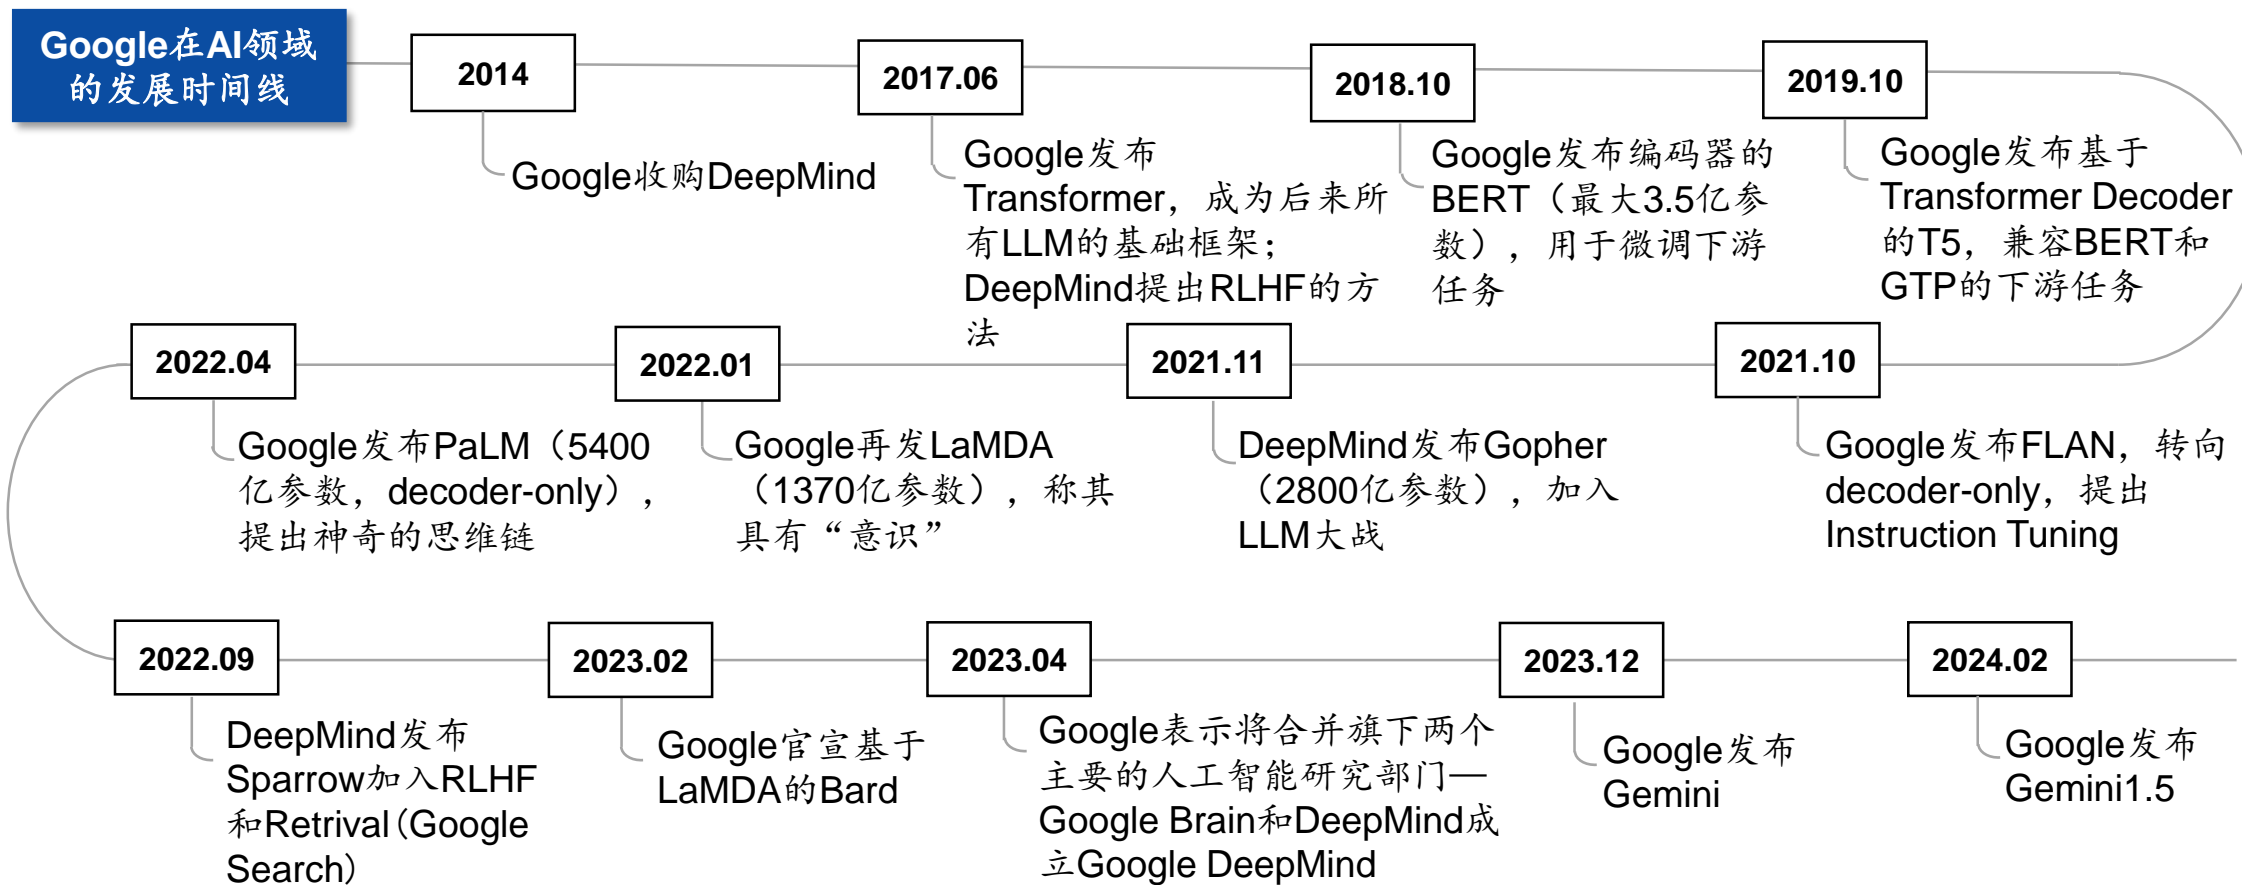 Google在AI领域
的发展时间线
2014
Google收购DeepMind
2017.06
Google发布
Transformer，成为后来所
有LLM的基础框架；
DeepMind提出RLHF的方
法
2018.10
Google发布编码器的
BERT（最大3.5亿参
数），用于微调下游
任务
2019.10
Google发布基于
Transformer Decoder
的T5，兼容BERT和
GTP的下游任务
2021.10
Google发布FLAN，转向
decoder-only，提出
Instruction Tuning
2021.11
DeepMind发布Gopher
（2800亿参数），加入
LLM大战
2022.01
Google再发LaMDA
（1370亿参数），称其
具有“意识”
2022.04
Google发布PaLM（5400
亿参数，decoder-only），
提出神奇的思维链
2022.09
DeepMind发布
Sparrow加入RLHF
和Retrival(Google
Search)
2023.02
Google官宣基于
LaMDA的Bard
2023.04
Google表示将合并旗下两个
主要的人工智能研究部门—
Google Brain和DeepMind成
立Google DeepMind
2023.12
Google发布
Gemini
2024.02
Google发布
Gemini1.5